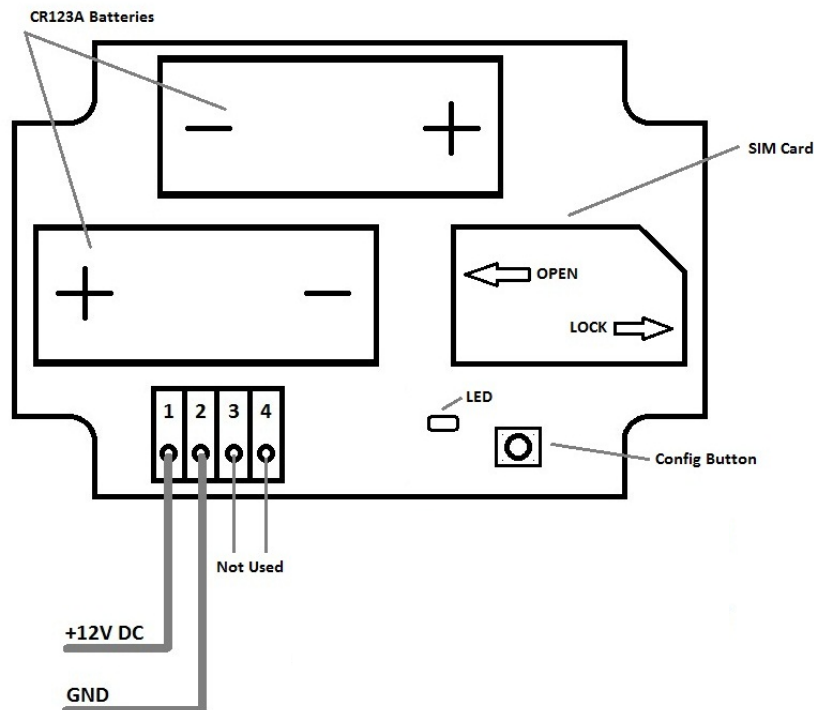 CR123A Batteries
− +
SIM Card
+ −
OPEN
LOCK
1 2 3 4
LED
Config Button
Not Used
+12V DC
GND